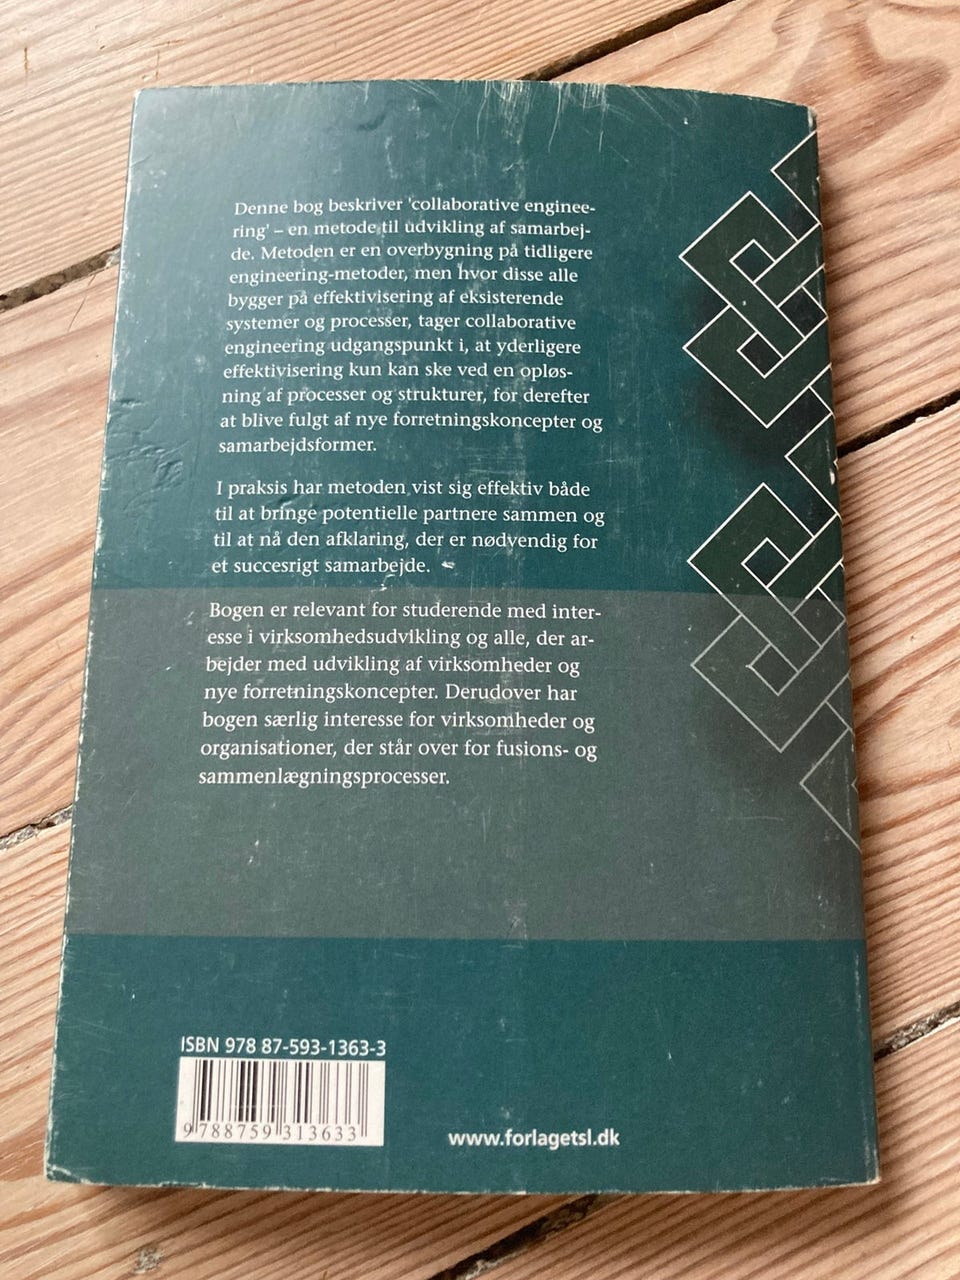 Denne bog beskriver 'collaborative enginee-
ring' – en metode til udvikling af samarbej-
de. Metoden er en overbygning på tidligere
engineering-metoder, men hvor disse alle
bygger på effektivisering af eksisterende
systemer og processer, tager collaborative
engineering udgangspunkt i, at yderligere
effektivisering kun kan ske ved en opløs-
ning af processer og strukturer, for derefter
at blive fulgt af nye forretningskoncepter og
samarbejdsformer.
I praksis har metoden vist sig effektiv både
til at bringe potentielle partnere sammen og
til at nå den afklaring, der er nødvendig for
et succesrigt samarbejde.
Bogen er relevant for studerende med inter-
esse i virksomhedsudvikling og alle, der ar-
bejder med udvikling af virksomheder og
nye forretningskoncepter. Derudover har
bogen særlig interesse for virksomheder og
organisationer, der står over for fusions- og
sammenlægningsprocesser.
ISBN 978 87-593-1363-3
9 788759 313633
www.forlagetsl.dk